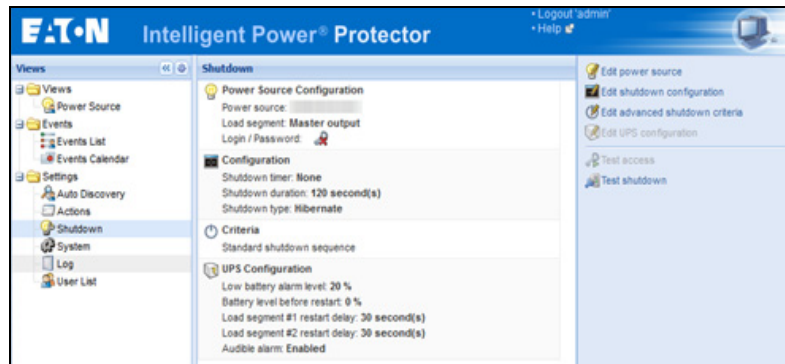 EATON Intelligent Power® Protector
• Logout 'admin'
• Help
Views
Views
Power Source
Events
Events List
Events Calendar
Settings
Auto Discovery
Actions
Shutdown
System
Log
User List
Shutdown
Power Source Configuration
Power source:
Load segment: Master output
Login / Password:
Configuration
Shutdown timer: None
Shutdown duration: 120 second(s)
Shutdown type: Hibernate
Criteria
Standard shutdown sequence
UPS Configuration
Low battery alarm level: 20 %
Battery level before restart: 0 %
Load segment #1 restart delay: 30 second(s)
Load segment #2 restart delay: 30 second(s)
Audible alarm: Enabled
Edit power source
Edit shutdown configuration
Edit advanced shutdown criteria
Edit UPS configuration
Test access
Test shutdown